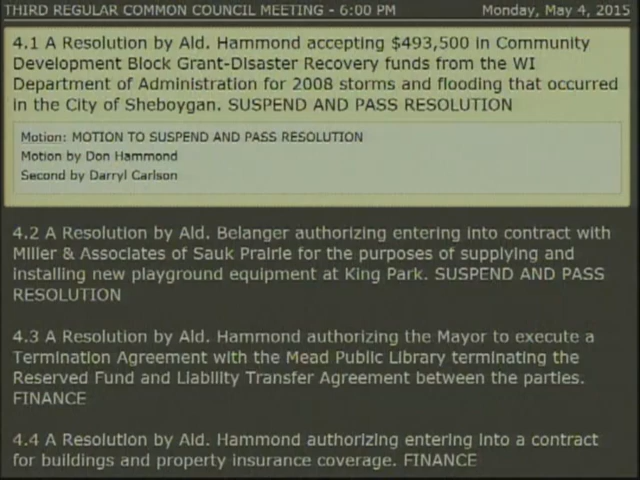 THIRD REGULAR COMMON COUNCIL MEETING - 6:00 PM Monday, May 4, 2015
4.1 A Resolution by Ald. Hammond accepting $493,500 in Community
Development Block Grant-Disaster Recovery funds from the WI
Department of Administration for 2008 storms and flooding that occurred
in the City of Sheboygan. SUSPEND AND PASS RESOLUTION
Motion: MOTION TO SUSPEND AND PASS RESOLUTION
Motion by Don Hammond
Second by Darryl Carlson
4.2 A Resolution by Ald. Belanger authorizing entering into contract with
Miller & Associates of Sauk Prairie for the purposes of supplying and
installing new playground equipment at King Park. SUSPEND AND PASS
RESOLUTION
4.3 A Resolution by Ald. Hammond authorizing the Mayor to execute a
Termination Agreement with the Mead Public Library terminating the
Reserved Fund and Liability Transfer Agreement between the parties.
FINANCE
4.4 A Resolution by Ald. Hammond authorizing entering into a contract
for buildings and property insurance coverage. FINANCE